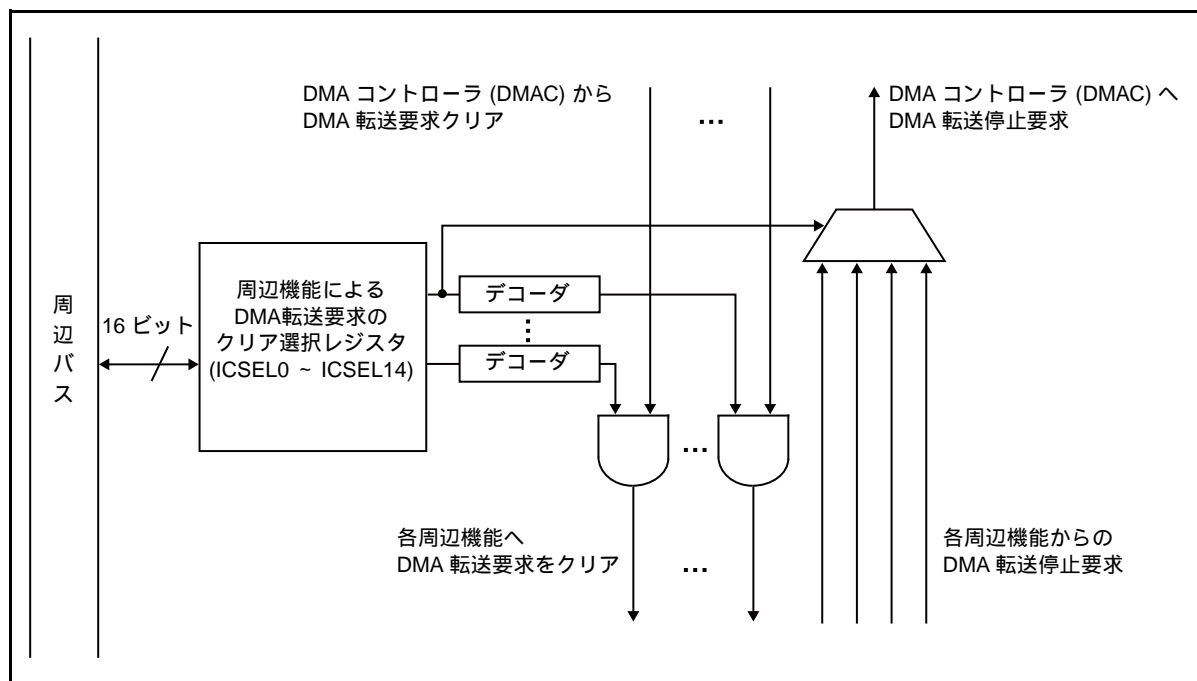 DMA コントローラ (DMAC) から
DMA 転送要求クリア
...
DMA コントローラ (DMAC) へ
DMA 転送停止要求
周辺バス
16 ビット
周辺機能による
DMA転送要求の
クリア選択レジスタ
(ICSEL0 ~ ICSEL14)
デコーダ
...
デコーダ
...
各周辺機能へ
DMA 転送要求をクリア
...
各周辺機能からの
DMA 転送停止要求